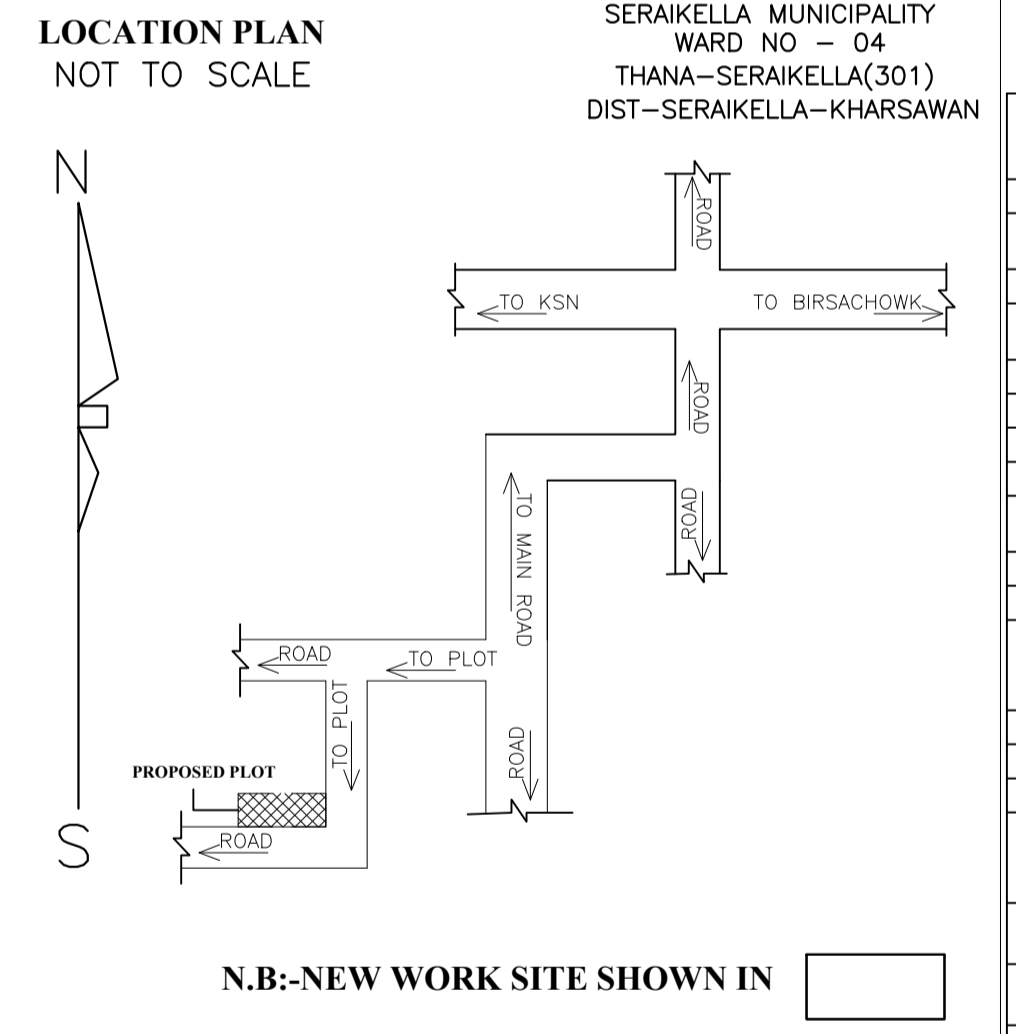 LOCATION PLAN
NOT TO SCALE
SERAIKELLA MUNICIPALITY
WARD NO - 04
THANA-SERAIKELLA(301)
DIST-SERAIKELLA-KHARSAWAN
N
ROAD
TO KSN
TO BIRSACHOWK
ROAD
ROAD
TO MAIN ROAD
ROAD
TO PLOT
TO PLOT
ROAD
PROPOSED PLOT
ROAD
S
N.B:-NEW WORK SITE SHOWN IN